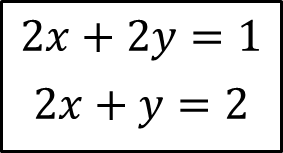 2x + 2y = 1
2x + y = 2